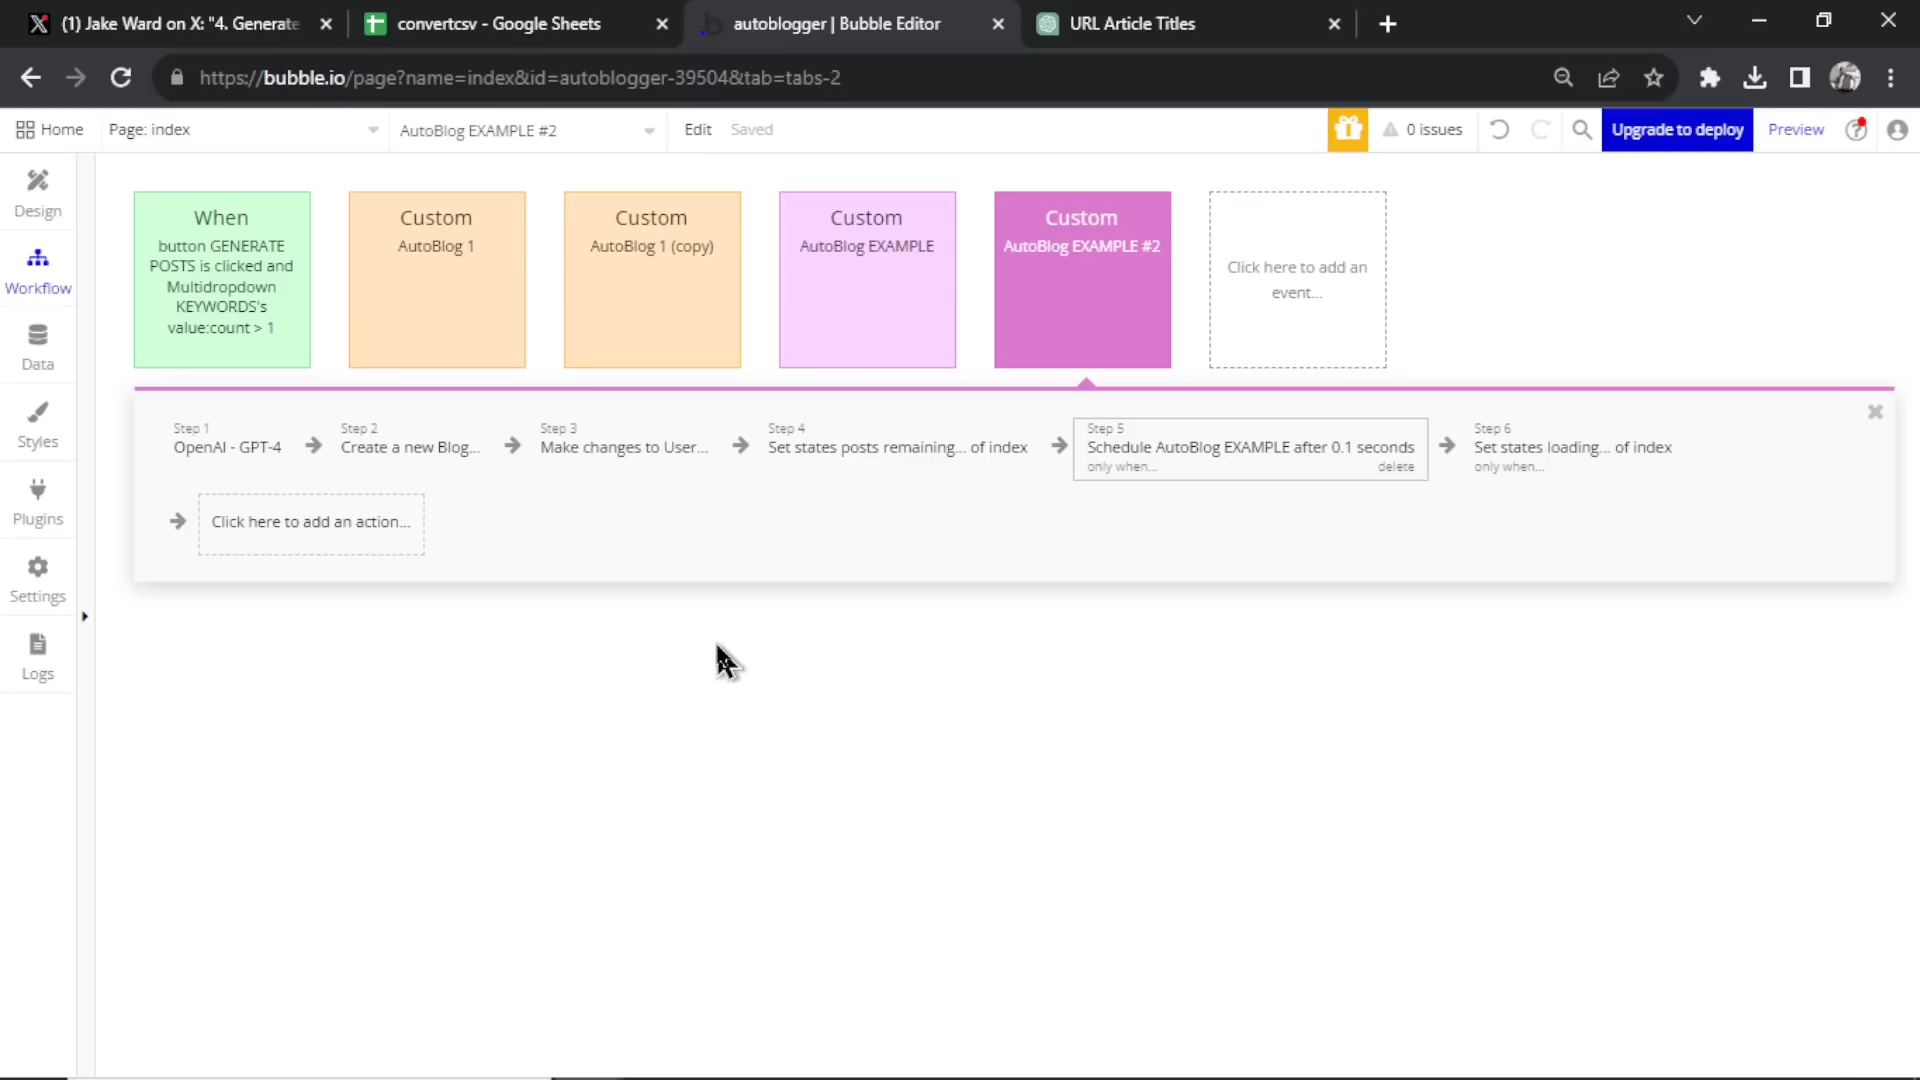 (1) Jake Ward on X: "4. Generate
convertcsv - Google Sheets
autoblogger | Bubble Editor
URL Article Titles
https://bubble.io/page?name=index&id=autoblogger-39504&tab=tabs-2
Home
Page: index
AutoBlog EXAMPLE #2
Edit
Saved
0 issues
Upgrade to deploy
Preview
Design
Workflow
Data
Styles
Plugins
Settings
Logs
When
button GENERATE
POSTS is clicked and
Multidropdown
KEYWORDS's
value:count > 1
Custom
AutoBlog 1
Custom
AutoBlog 1 (copy)
Custom
AutoBlog EXAMPLE
Custom
AutoBlog EXAMPLE #2
Click here to add an
event...
Step 1
OpenAI - GPT-4
Step 2
Create a new Blog...
Step 3
Make changes to User...
Step 4
Set states posts remaining... of index
Step 5
Schedule AutoBlog EXAMPLE after 0.1 seconds
only when...
delete
Step 6
Set states loading... of index
only when...
Click here to add an action...